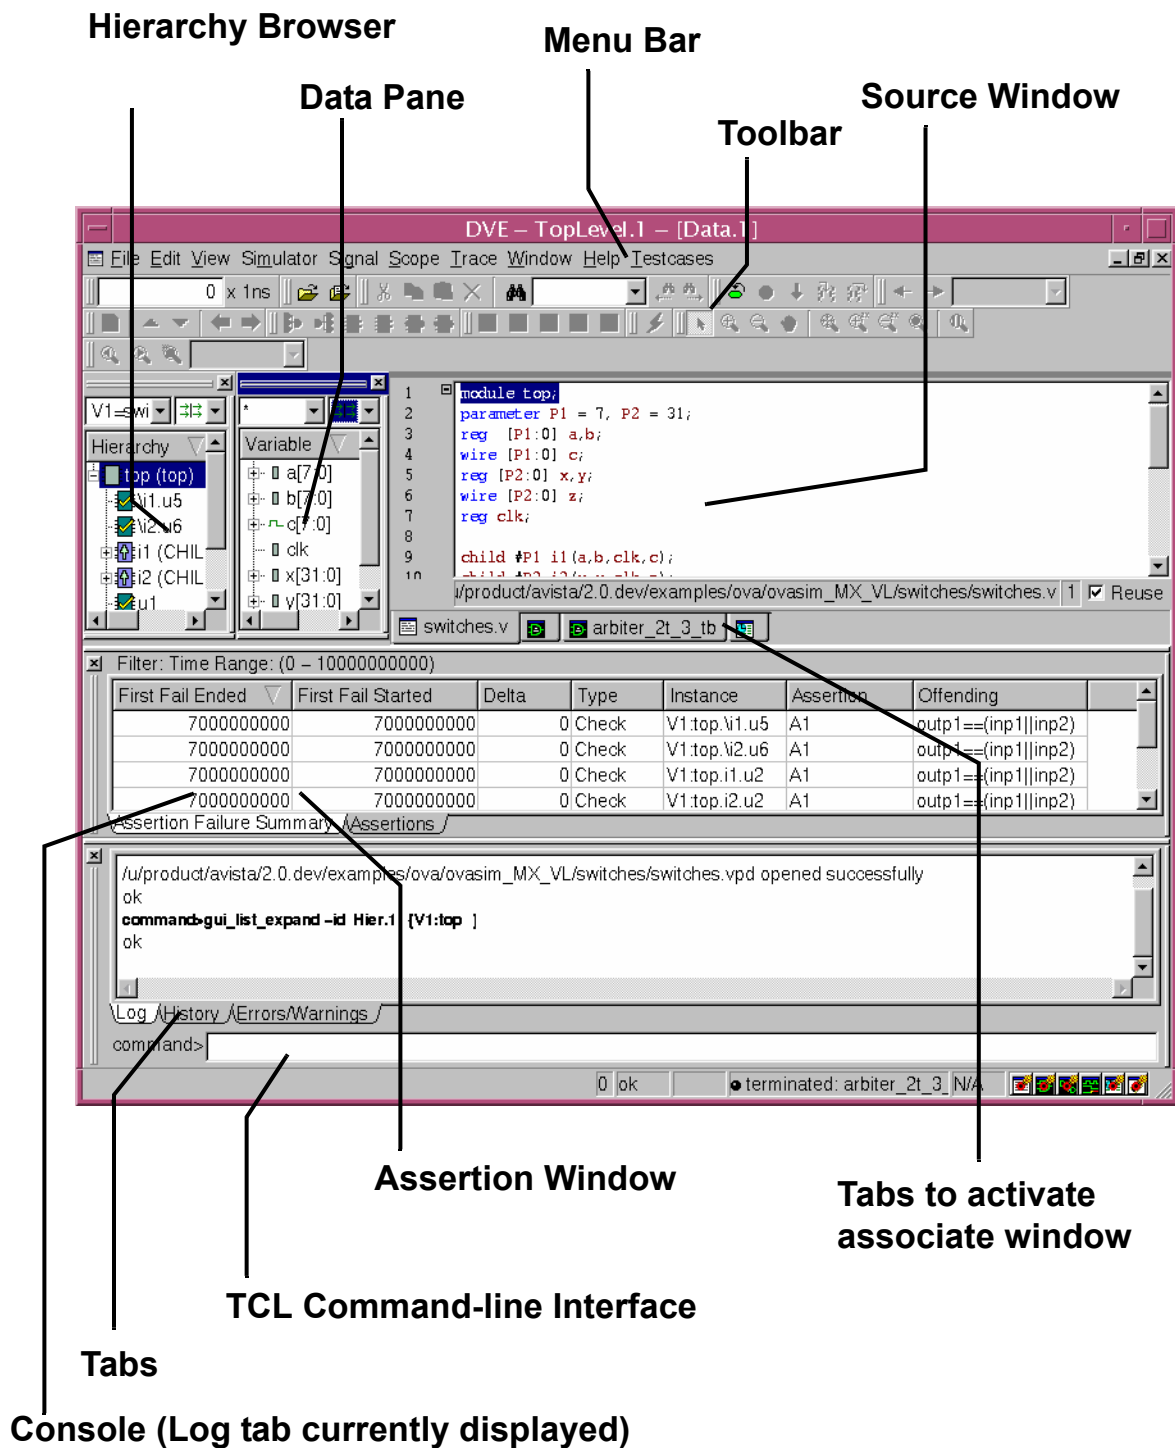 Hierarchy Browser
Menu Bar
Data Pane
Source Window
Toolbar
DVE – TopLevel.1 – [Data.1]
File Edit View Simulator Signal Scope Trace Window Help Testcases
0 x 1ns
V1=swi
*
Hierarchy
Variable
top (top)
\i1.u5
\i2.u6
i1 (CHIL
i2 (CHIL
u1
a[7:0]
b[7:0]
c[7:0]
clk
x[31:0]
y[31:0]
1 module top;
2 parameter P1 = 7, P2 = 31;
3 reg [P1:0] a,b;
4 wire [P1:0] c;
5 reg [P2:0] x,y;
6 wire [P2:0] z;
7 reg clk;
8
9 child #P1 i1(a,b,clk,c);
10 child #P2 i2(x,y,clk,z);
u/product/avista/2.0.dev/examples/ova/ovasim_MX_VL/switches/switches.v 1 Reuse
switches.v arbiter_2t_3_tb
Filter: Time Range: (0 – 10000000000)
First Fail Ended First Fail Started Delta Type Instance Assertion Offending
7000000000 7000000000 0 Check V1:top.\i1.u5 A1 outp1==(inp1||inp2)
7000000000 7000000000 0 Check V1:top.\i2.u6 A1 outp1==(inp1||inp2)
7000000000 7000000000 0 Check V1:top.i1.u2 A1 outp1==(inp1||inp2)
7000000000 7000000000 0 Check V1:top.i2.u2 A1 outp1==(inp1||inp2)
Assertion Failure Summary Assertions
/u/product/avista/2.0.dev/examples/ova/ovasim_MX_VL/switches/switches.vpd opened successfully
ok
command>gui_list_expand –id Hier.1 {V1:top }
ok
Log History Errors/Warnings
command>
0 ok terminated: arbiter_2t_3_ N/A
Assertion Window
Tabs to activate
associate window
TCL Command-line Interface
Tabs
Console (Log tab currently displayed)